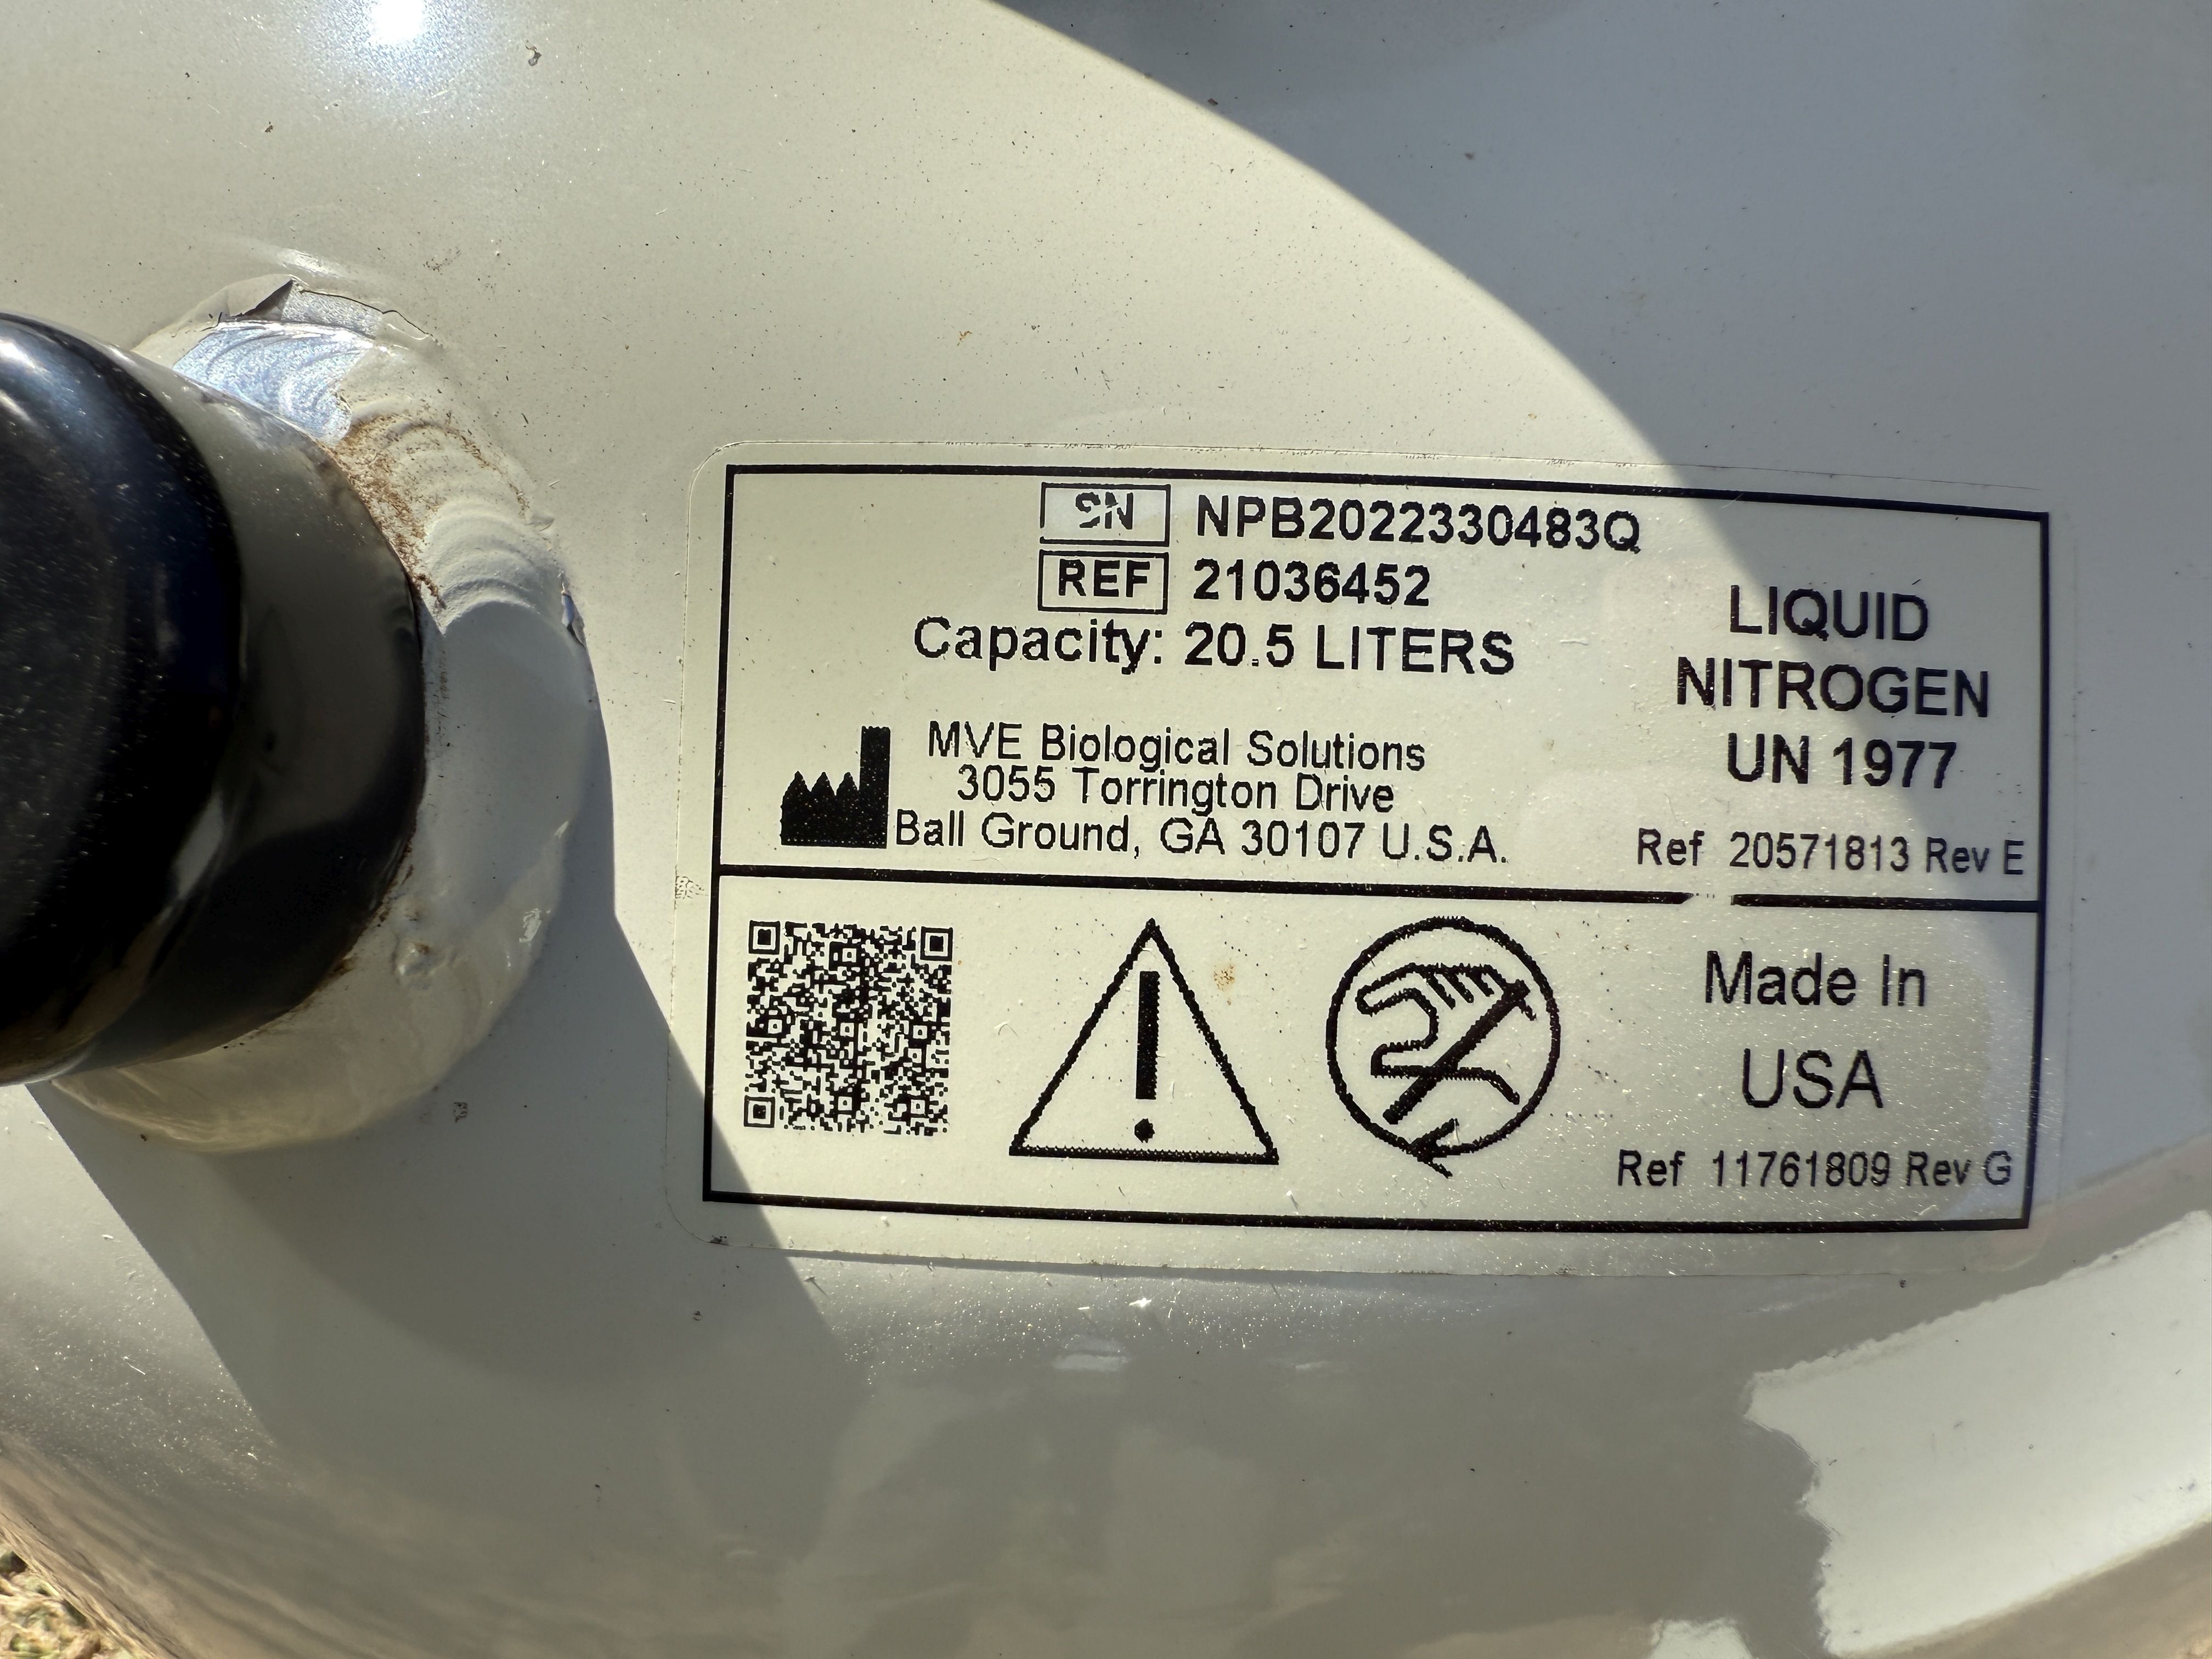 SN NPB2022330483Q
REF 21036452
Capacity: 20.5 LITERS
MVE Biological Solutions
3055 Torrington Drive
Ball Ground, GA 30107 U.S.A.
LIQUID
NITROGEN
UN 1977
Ref 20571813 Rev E
Made In
USA
Ref 11761809 Rev G